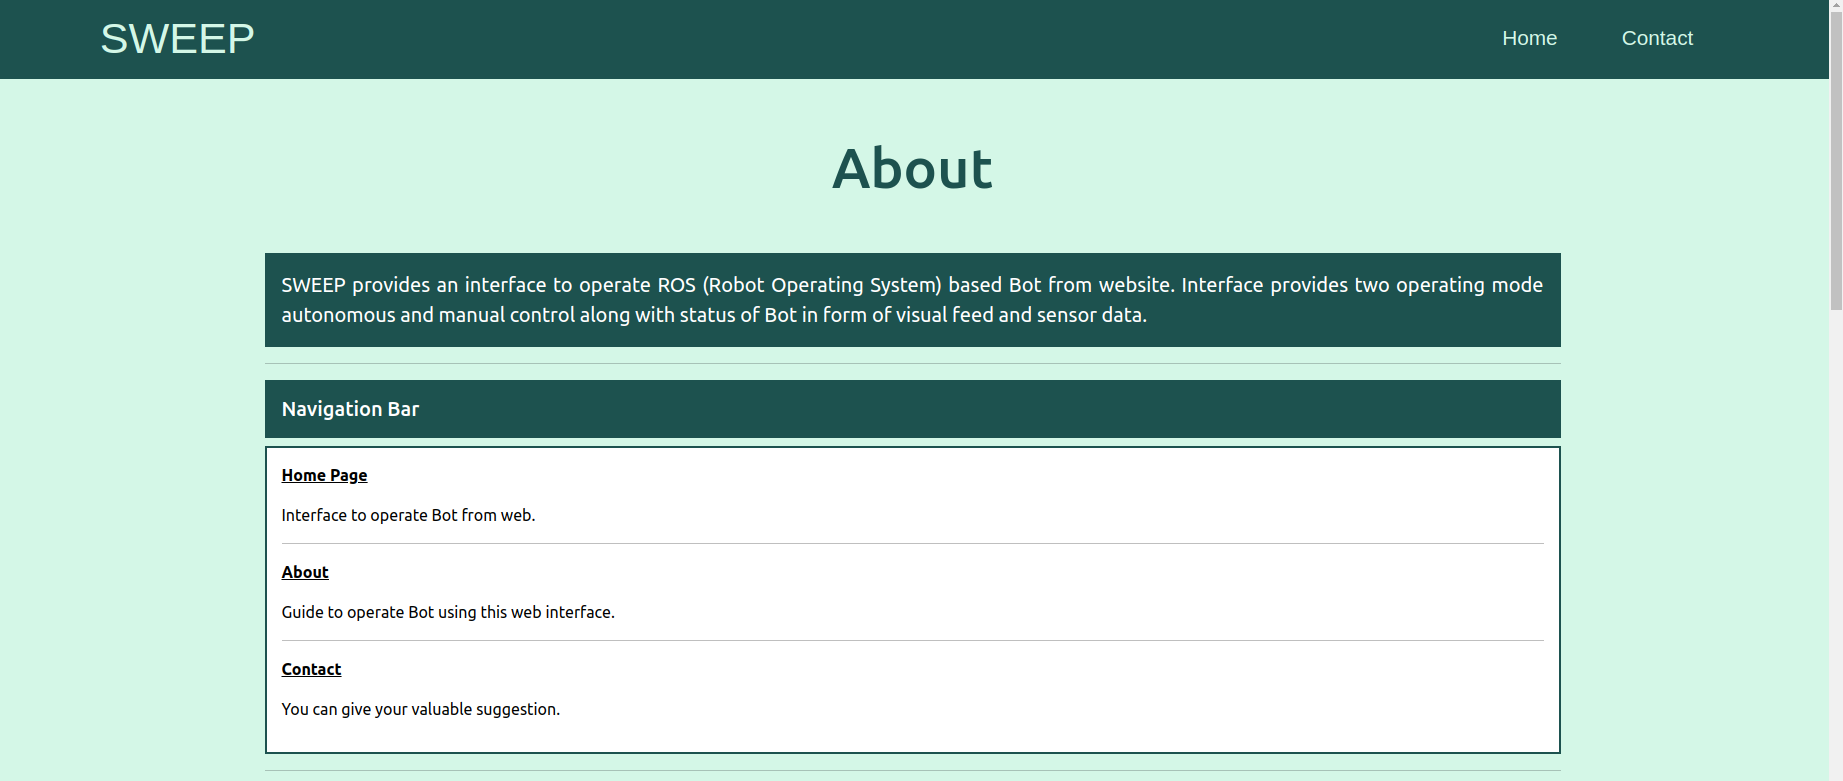 SWEEP
Home Contact
About
SWEEP provides an interface to operate ROS (Robot Operating System) based Bot from website. Interface provides two operating mode
autonomous and manual control along with status of Bot in form of visual feed and sensor data.
Navigation Bar
Home Page
Interface to operate Bot from web.
About
Guide to operate Bot using this web interface.
Contact
You can give your valuable suggestion.